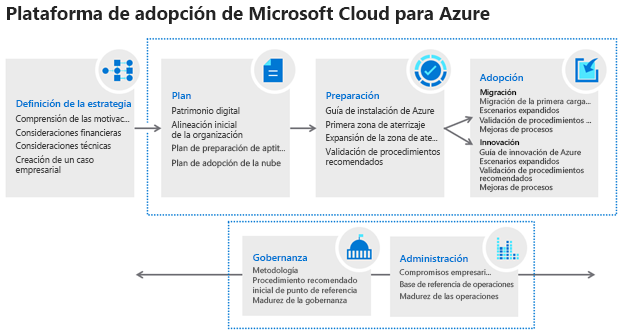 Plataforma de adopción de Microsoft Cloud para Azure
Definición de la estrategia
Comprensión de las motivac...
Consideraciones financieras
Consideraciones técnicas
Creación de un caso
empresarial
Plan
Patrimonio digital
Alineación inicial
de la organización
Plan de preparación de aptit...
Plan de adopción de la nube
Preparación
Guía de instalación de Azure
Primera zona de aterrizaje
Expansión de la zona de ate...
Validación de procedimientos
recomendados
Adopción
Migración
Migración de la primera carga...
Escenarios expandidos
Validación de procedimientos ...
Mejoras de procesos
Innovación
Guía de innovación de Azure
Escenarios expandidos
Validación de procedimientos
recomendados
Mejoras de procesos
Gobernanza
Metodología
Procedimiento recomendado
inicial de punto de referencia
Madurez de la gobernanza
Administración
Compromisos empresari...
Base de referencia de operaciones
Madurez de las operaciones